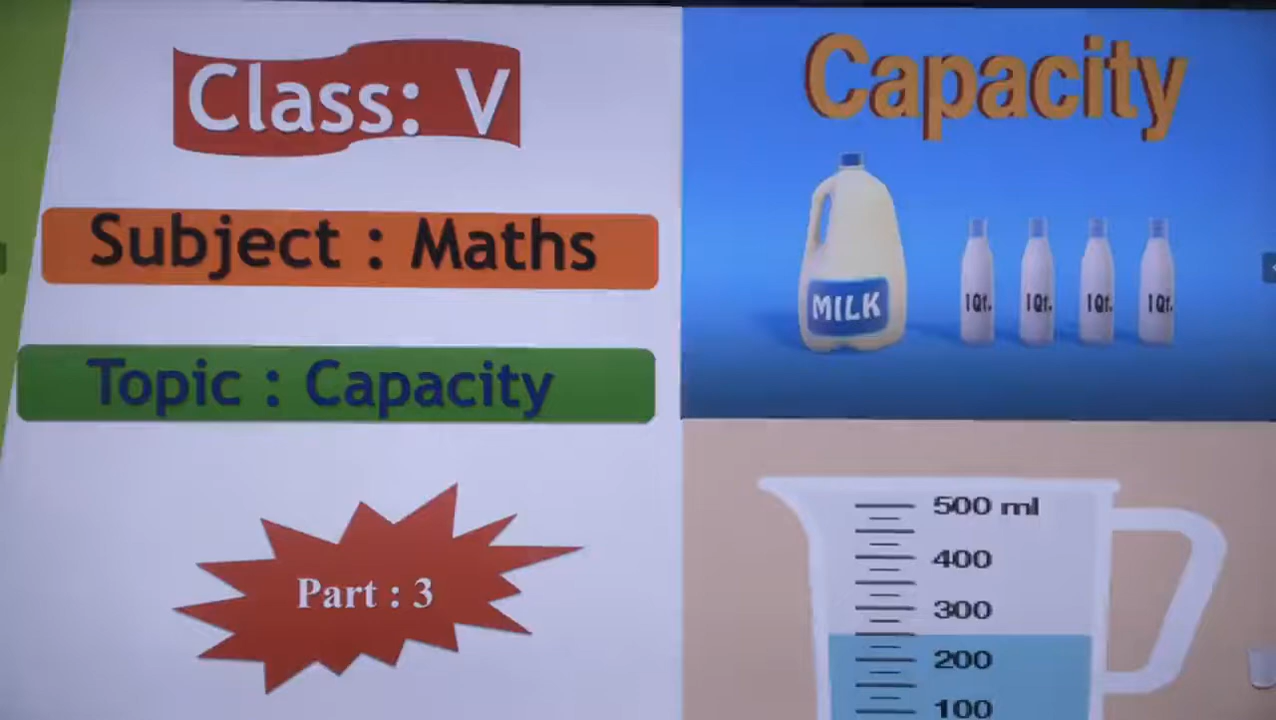 Class: V
Subject : Maths
Topic : Capacity
Part : 3
Capacity
MILK
1Qt.
1Qt.
1Qt.
1Qt.
500 ml
400
300
200
100